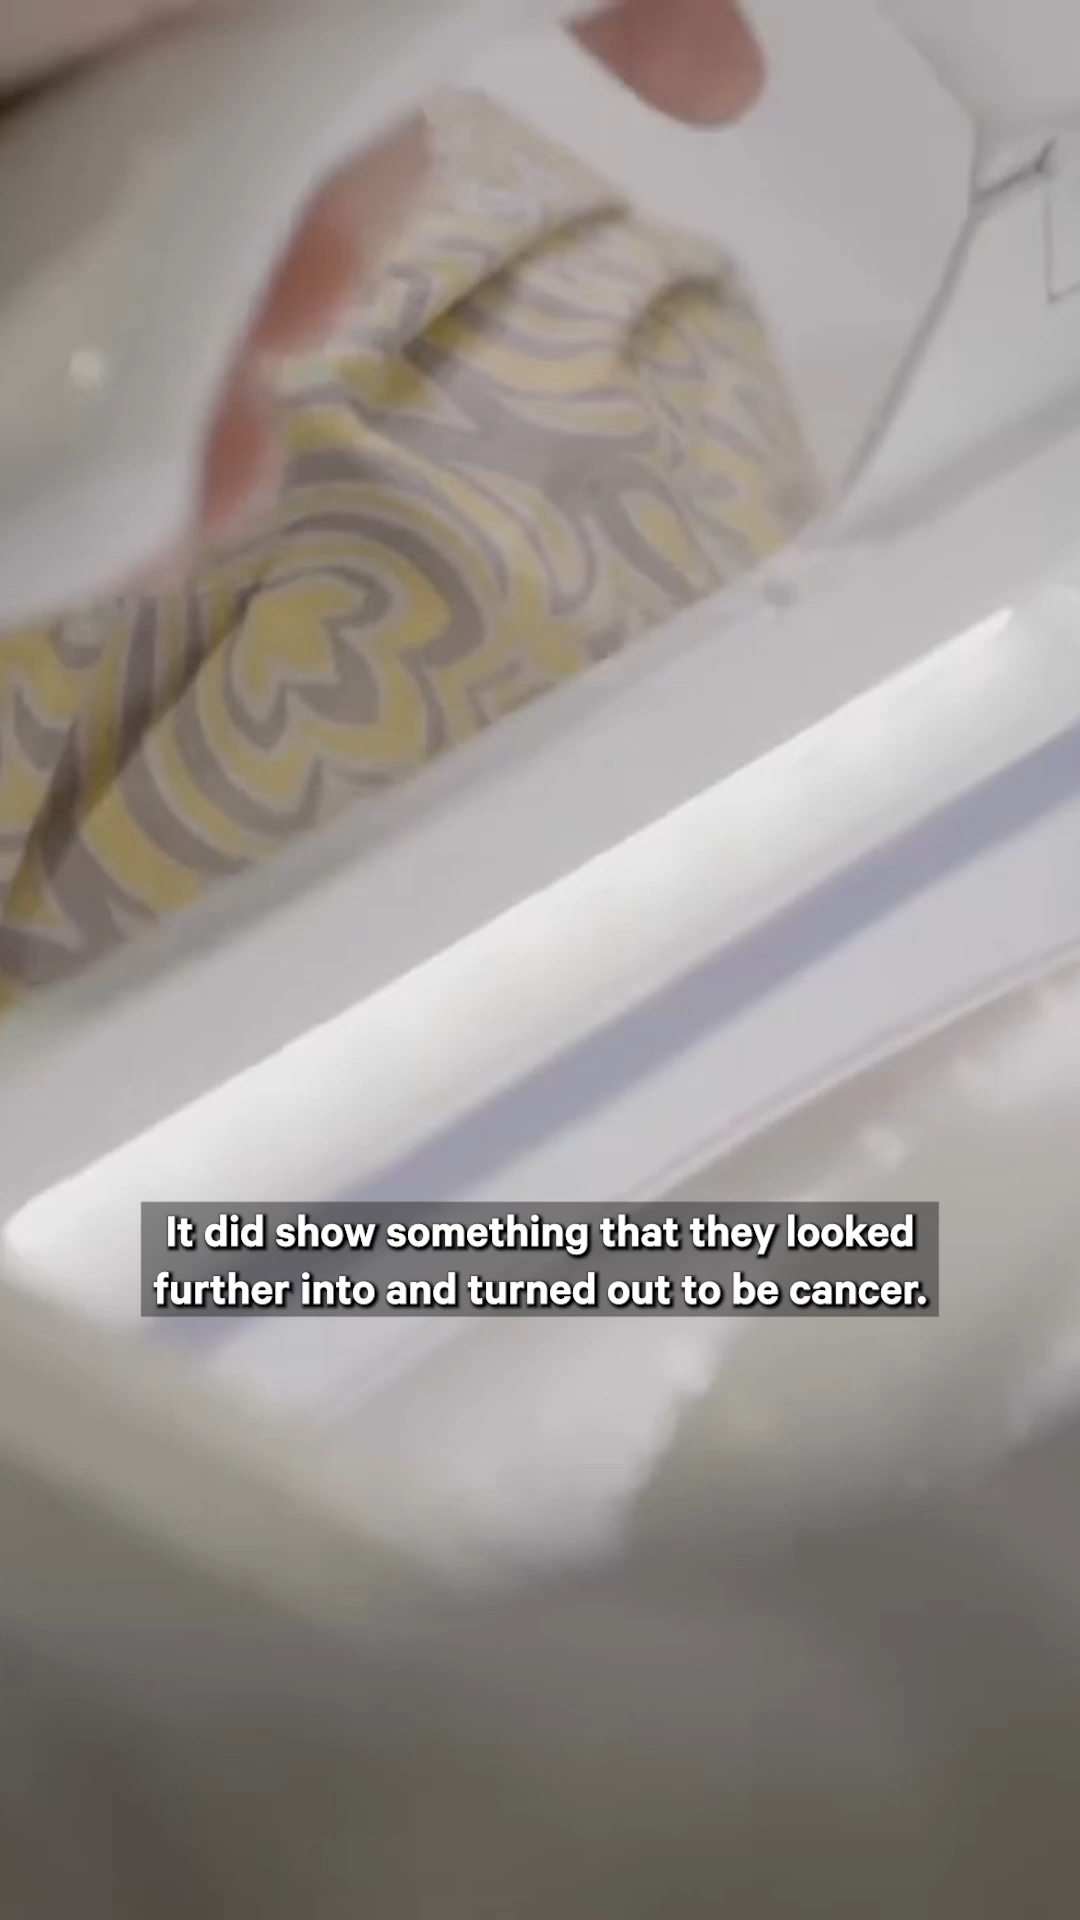 It did show something that they looked
further into and turned out to be cancer.